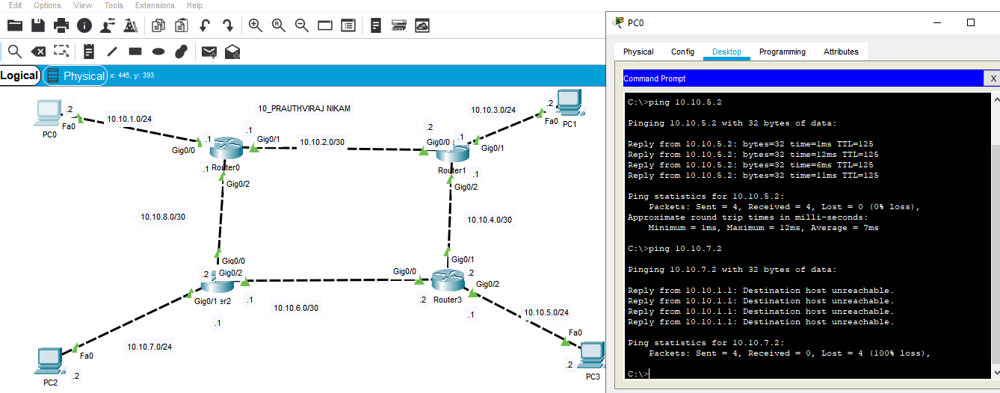 Edit Options View Tools Extensions Help
Logical
Physical x: 446, y: 393
10_PRAUTHVIRAJ NIKAM
.2
PC0
Fa0
10.10.1.0/24
.1
Gig0/0
.1
Gig0/1
Router0
.1
Gig0/2
10.10.2.0/30
.2
Gig0/0
.1
Gig0/1
Router1
.1
Gig0/2
10.10.3.0/24
.2
Fa0
PC1
10.10.8.0/30
10.10.4.0/30
Gig0/0
.2
Gig0/2
Gig0/1
er2
.1
.1
10.10.6.0/30
Gig0/1
Gig0/0
.2
Gig0/2
.2
Router3
.1
10.10.5.0/24
Fa0
.2
PC3
10.10.7.0/24
Fa0
.2
PC2
PC0
Physical Config Desktop Programming Attributes
Command Prompt
X
C:\>ping 10.10.5.2
Pinging 10.10.5.2 with 32 bytes of data:
Reply from 10.10.5.2: bytes=32 time=1ms TTL=125
Reply from 10.10.5.2: bytes=32 time=12ms TTL=125
Reply from 10.10.5.2: bytes=32 time=6ms TTL=125
Reply from 10.10.5.2: bytes=32 time=11ms TTL=125
Ping statistics for 10.10.5.2:
Packets: Sent = 4, Received = 4, Lost = 0 (0% loss),
Approximate round trip times in milli-seconds:
Minimum = 1ms, Maximum = 12ms, Average = 7ms
C:\>ping 10.10.7.2
Pinging 10.10.7.2 with 32 bytes of data:
Reply from 10.10.1.1: Destination host unreachable.
Reply from 10.10.1.1: Destination host unreachable.
Reply from 10.10.1.1: Destination host unreachable.
Reply from 10.10.1.1: Destination host unreachable.
Ping statistics for 10.10.7.2:
Packets: Sent = 4, Received = 0, Lost = 4 (100% loss),
C:\>